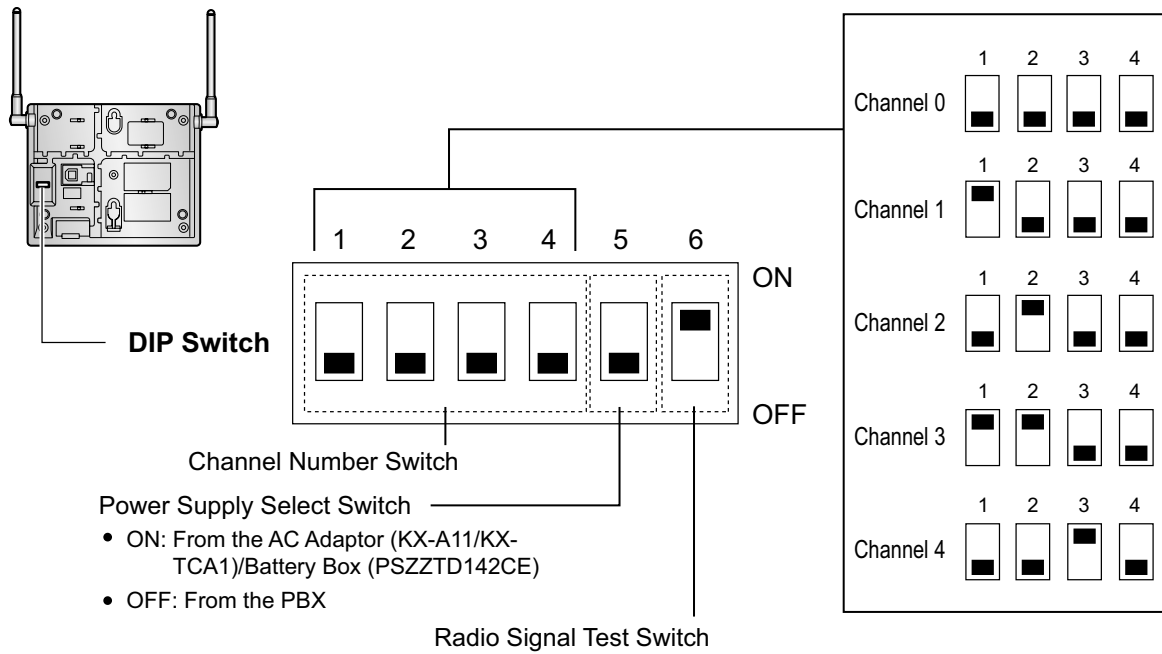 DIP Switch
1 2 3 4 5 6
ON
OFF
Channel Number Switch
Power Supply Select Switch
• ON: From the AC Adaptor (KX-A11/KX-
TCA1)/Battery Box (PSZZTD142CE)
• OFF: From the PBX
Radio Signal Test Switch
1 2 3 4
Channel 0
1 2 3 4
Channel 1
1 2 3 4
Channel 2
1 2 3 4
Channel 3
1 2 3 4
Channel 4